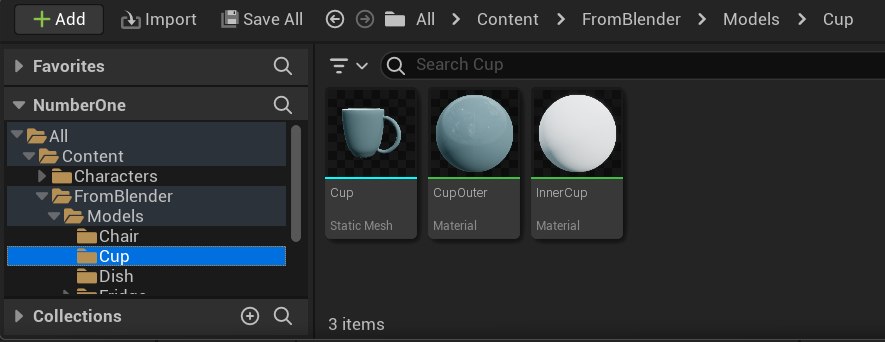 Add Import Save All All Content FromBlender Models Cup
Favorites
Search Cup
NumberOne
All
Content
Characters
FromBlender
Models
Chair
Cup
Dish
Fridge
Collections
Cup
Static Mesh
CupOuter
Material
InnerCup
Material
3 items